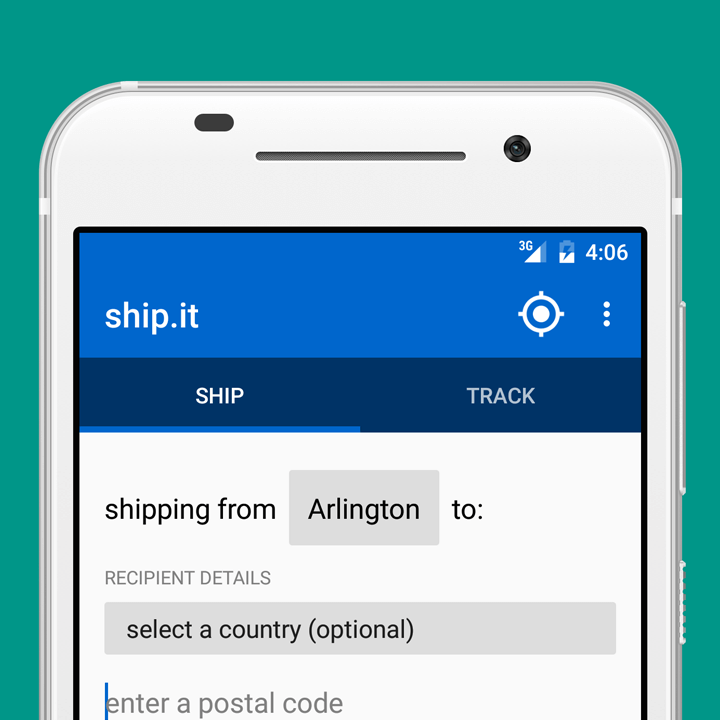 3G 4:06
ship.it
SHIP TRACK
shipping from Arlington to:
RECIPIENT DETAILS
select a country (optional)
enter a postal code